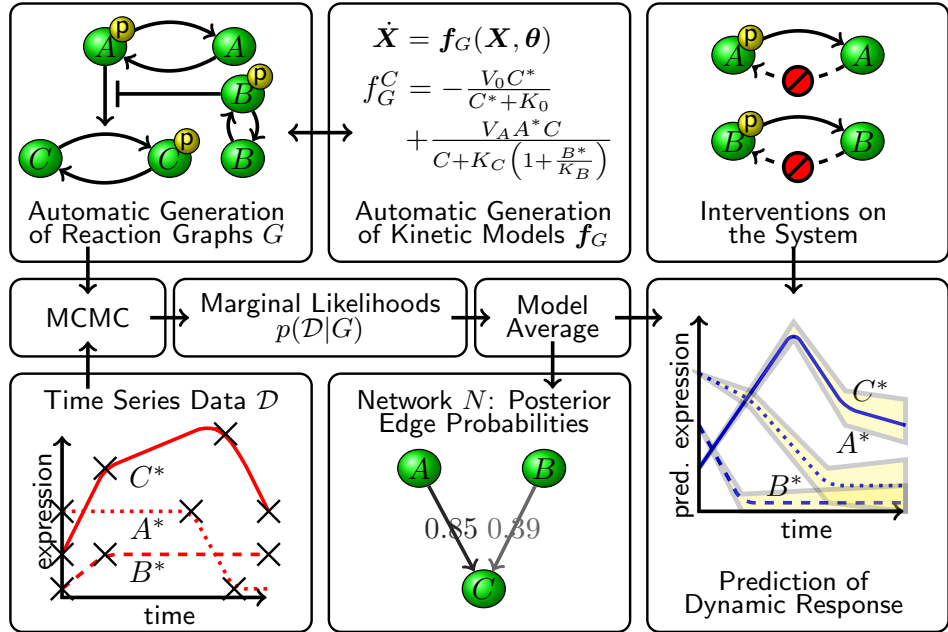 A p A
B p
C C p B
Automatic Generation
of Reaction Graphs G
Ẋ = f_G(X, θ)
f_G^C = − V_0 C* / (C* + K_0)
+ V_A A* C / (C + K_C (1 + B*/K_B))
Automatic Generation
of Kinetic Models f_G
A p A
B p B
Interventions on
the System
MCMC
Marginal Likelihoods
p(D|G)
Model
Average
Time Series Data D
expression
C*
A*
B*
time
Network N: Posterior
Edge Probabilities
A B
0.85 0.39
C
pred. expression
C*
A*
B*
time
Prediction of
Dynamic Response